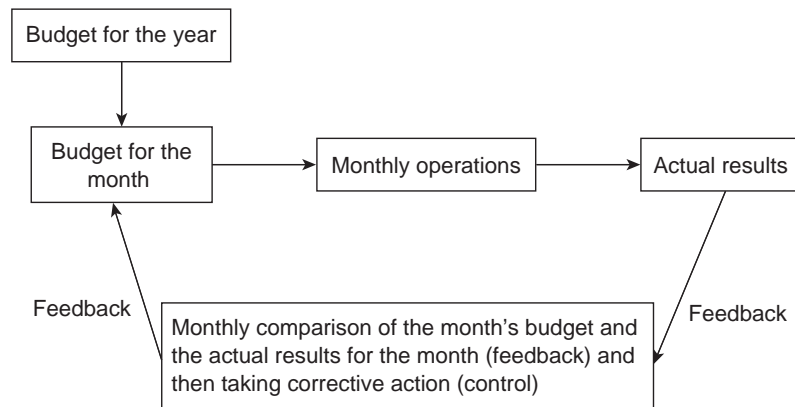 Budget for the year
Budget for the
month
Monthly operations
Actual results
Feedback
Feedback
Monthly comparison of the month’s budget and
the actual results for the month (feedback) and
then taking corrective action (control)